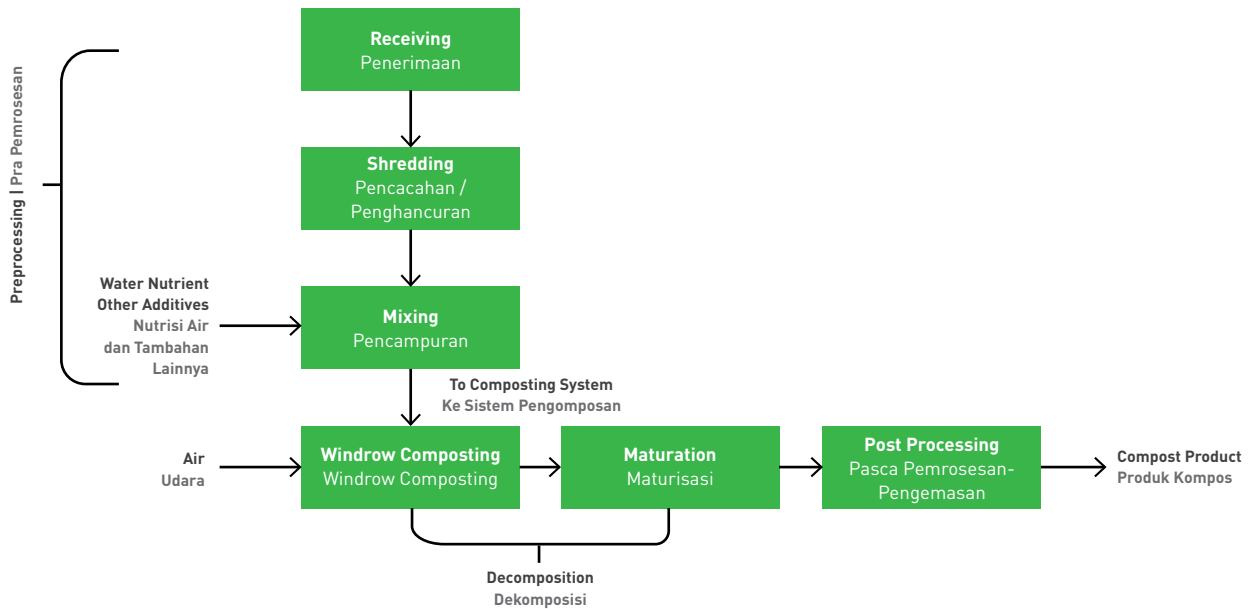 Receiving
Penerimaan
Preprocessing | Pra Pemrosesan
Shredding
Pencacahan /
Penghancuran
Water Nutrient
Other Additives
Nutrisi Air
dan Tambahan
Lainnya
Mixing
Pencampuran
To Composting System
Ke Sistem Pengomposan
Air
Udara
Windrow Composting
Windrow Composting
Maturation
Maturisasi
Post Processing
Pasca Pemrosesan-
Pengemasan
Compost Product
Produk Kompos
Decomposition
Dekomposisi